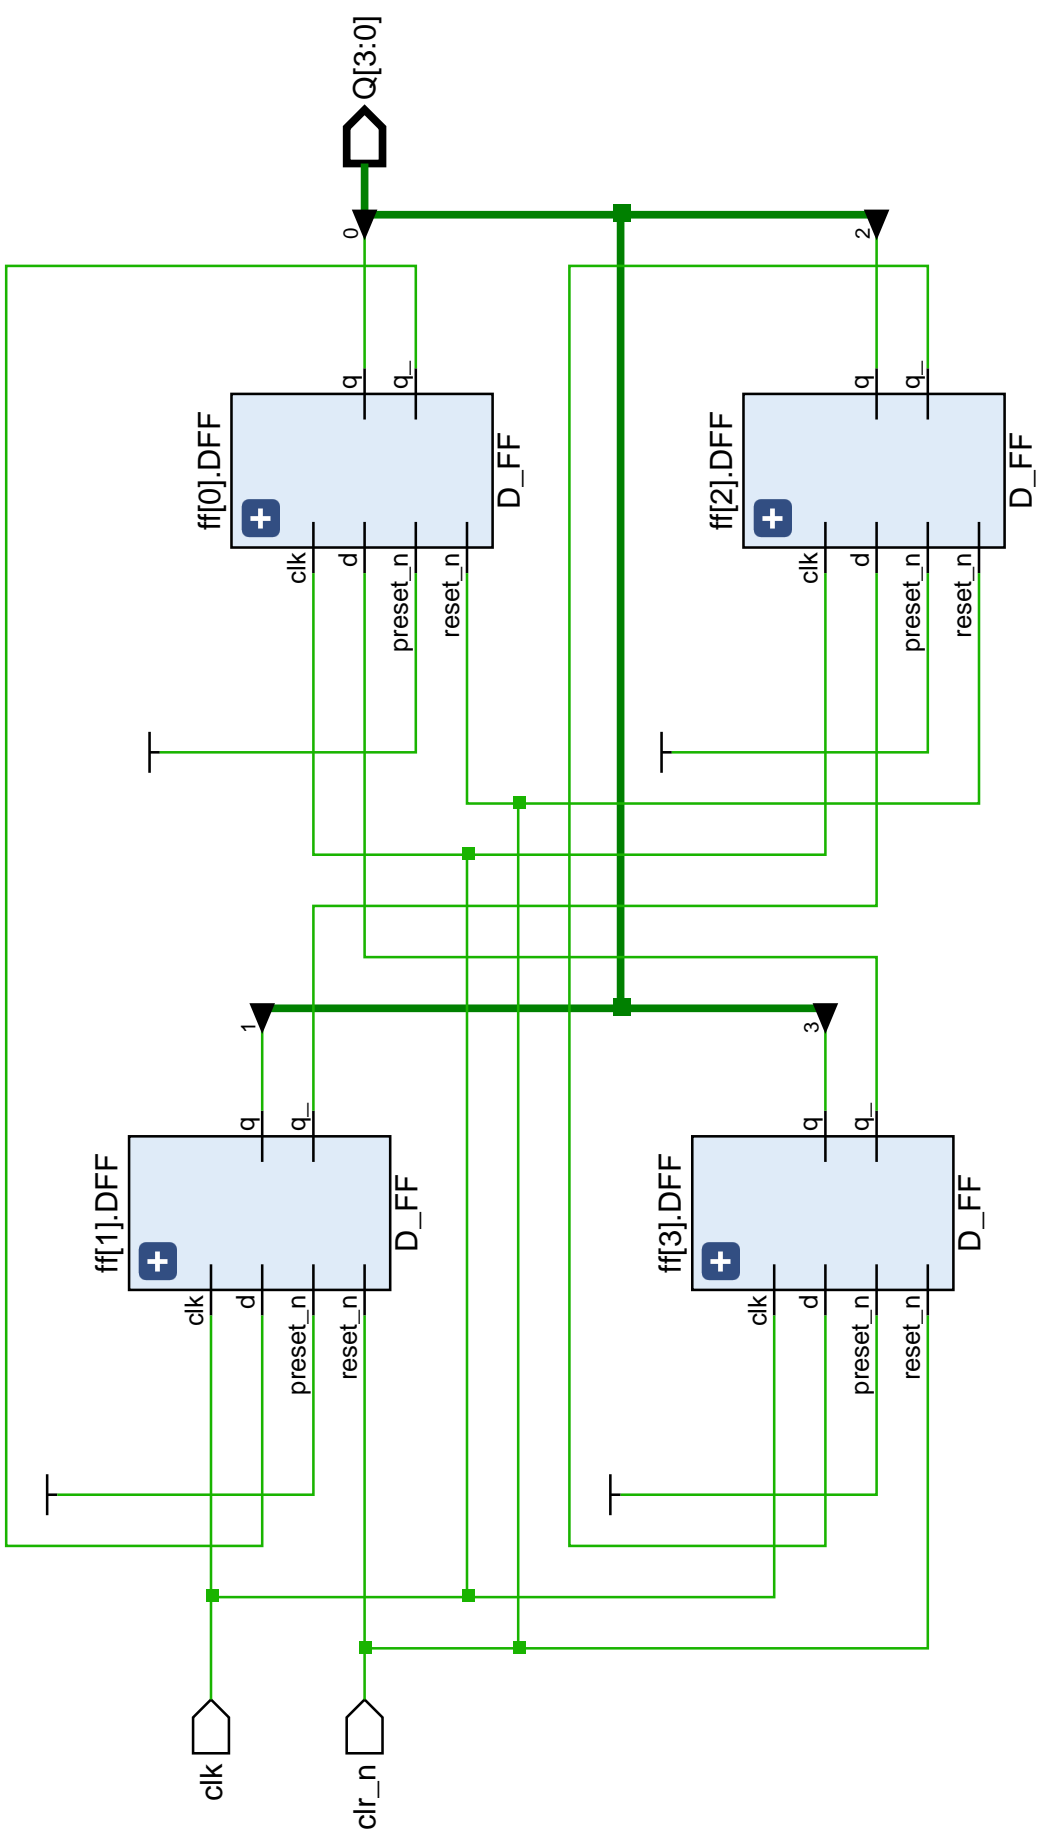 clk
clr_n
ff[1].DFF
clk
d
preset_n
reset_n
q
q_
D_FF
1
ff[3].DFF
clk
d
preset_n
reset_n
q
q_
D_FF
3
ff[0].DFF
clk
d
preset_n
reset_n
q
q_
D_FF
0
ff[2].DFF
clk
d
preset_n
reset_n
q
q_
D_FF
2
Q[3:0]